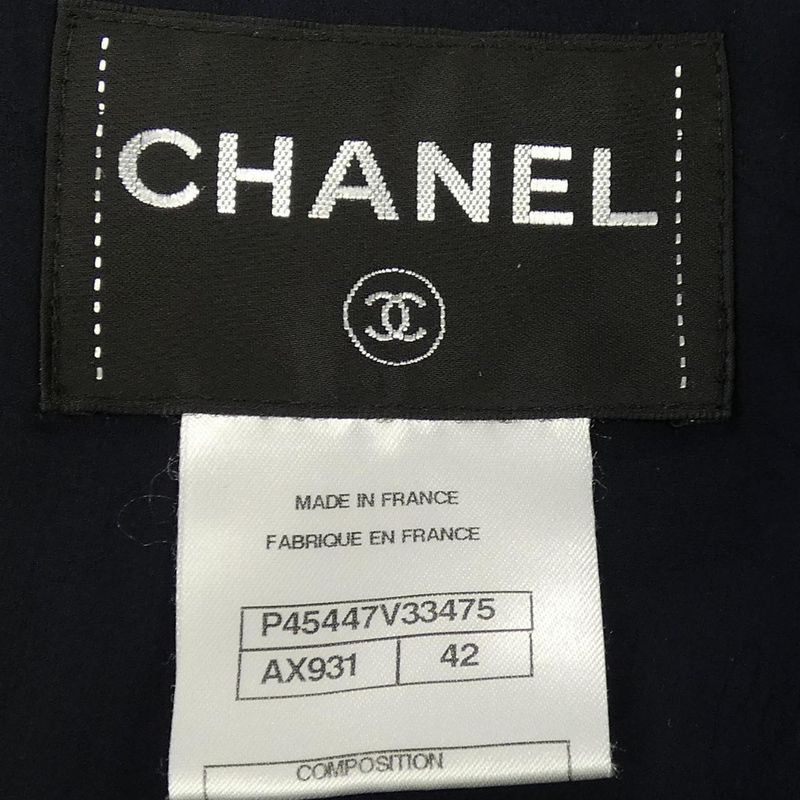 CHANEL
MADE IN FRANCE
FABRIQUE EN FRANCE
P45447V33475
AX931 42
COMPOSITION